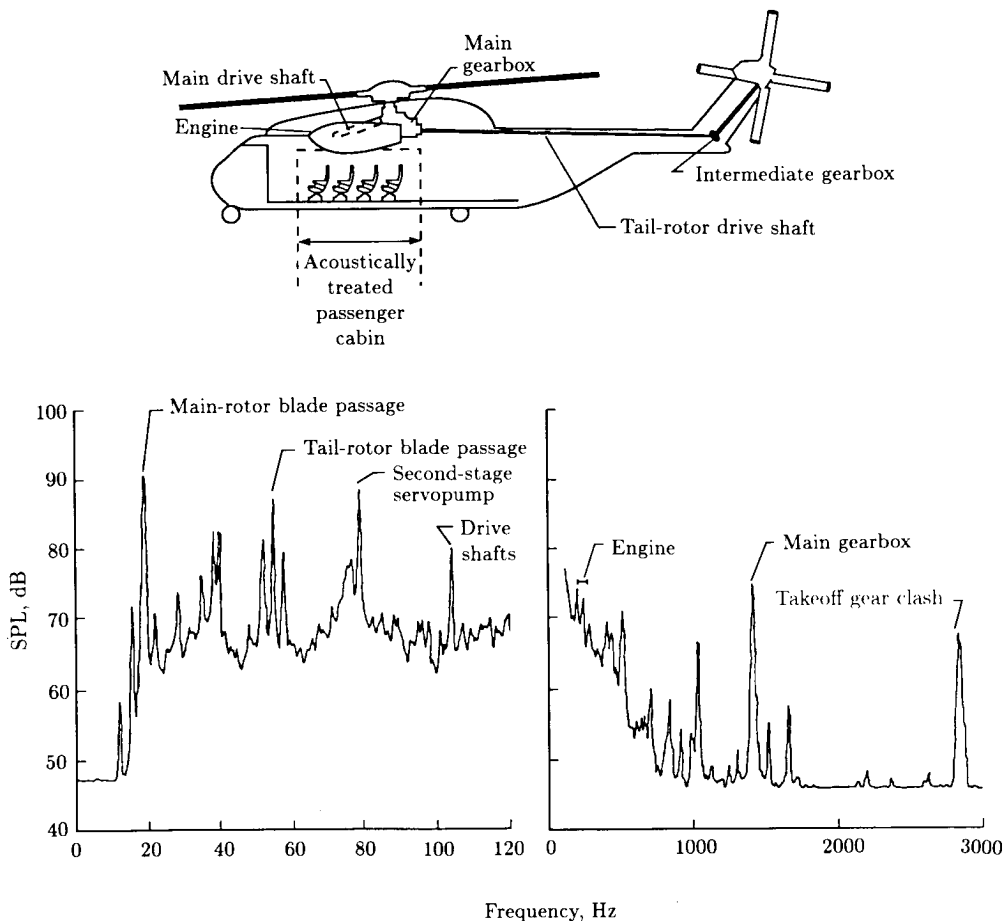 Main
gearbox
Main drive shaft
Engine
Intermediate gearbox
Tail-rotor drive shaft
Acoustically
treated
passenger
cabin
100
90
80
70
60
50
40
SPL, dB
Main-rotor blade passage
Tail-rotor blade passage
Second-stage
servopump
Drive
shafts
Engine
Main gearbox
Takeoff gear clash
0 20 40 60 80 100 120
0 1000 2000 3000
Frequency, Hz